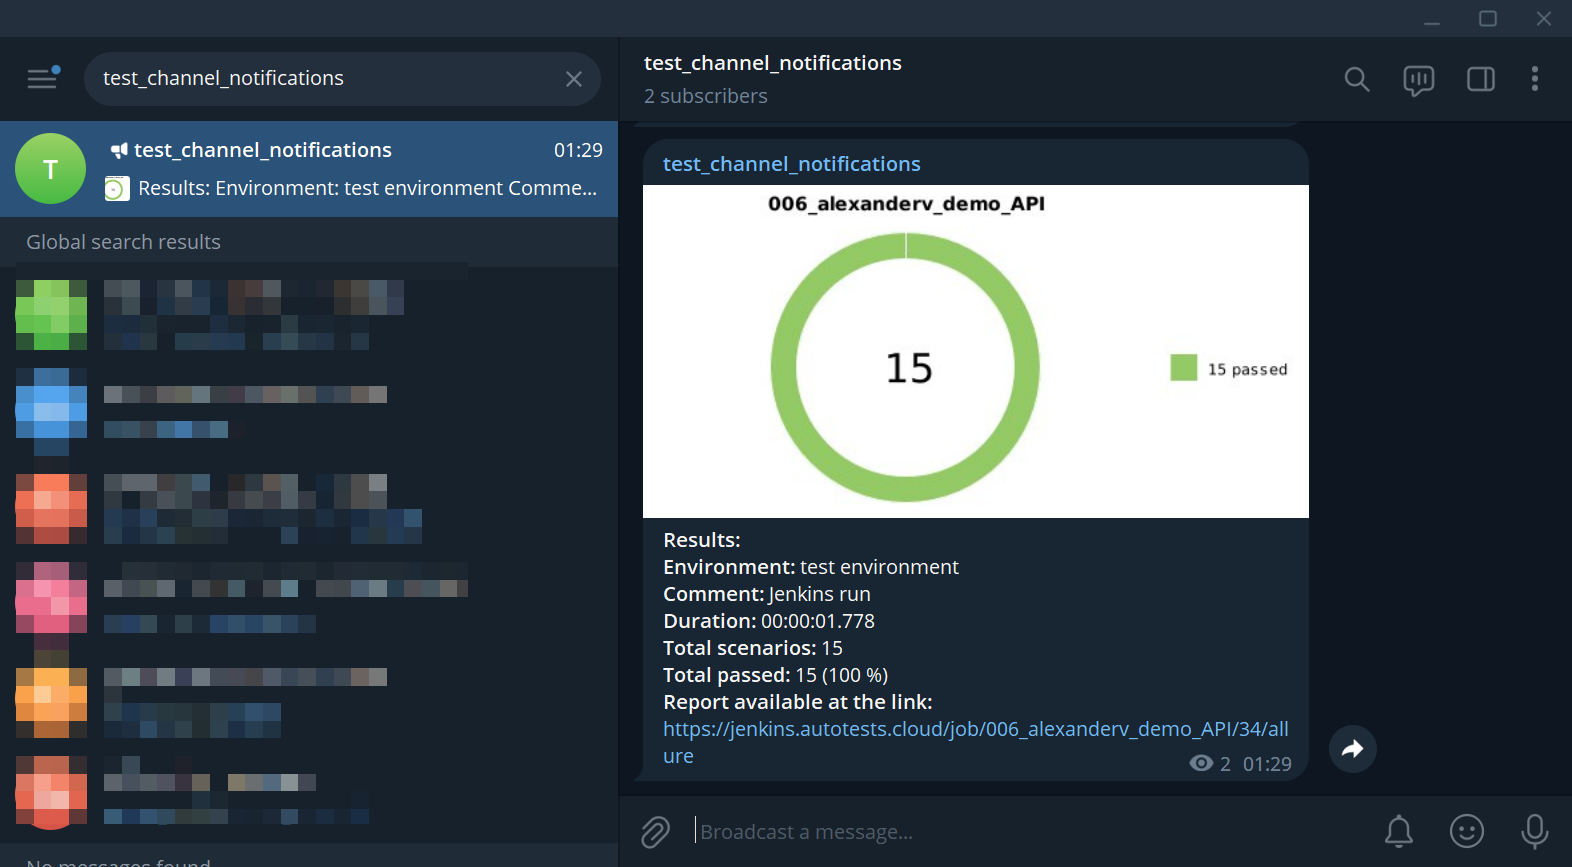 test_channel_notifications
T
test_channel_notifications 01:29
Results: Environment: test environment Comme...
Global search results
No messages found
test_channel_notifications
2 subscribers
test_channel_notifications
006_alexanderv_demo_API
15
15 passed
Results:
Environment: test environment
Comment: Jenkins run
Duration: 00:00:01.778
Total scenarios: 15
Total passed: 15 (100 %)
Report available at the link:
https://jenkins.autotests.cloud/job/006_alexanderv_demo_API/34/all
ure
2 01:29
Broadcast a message...